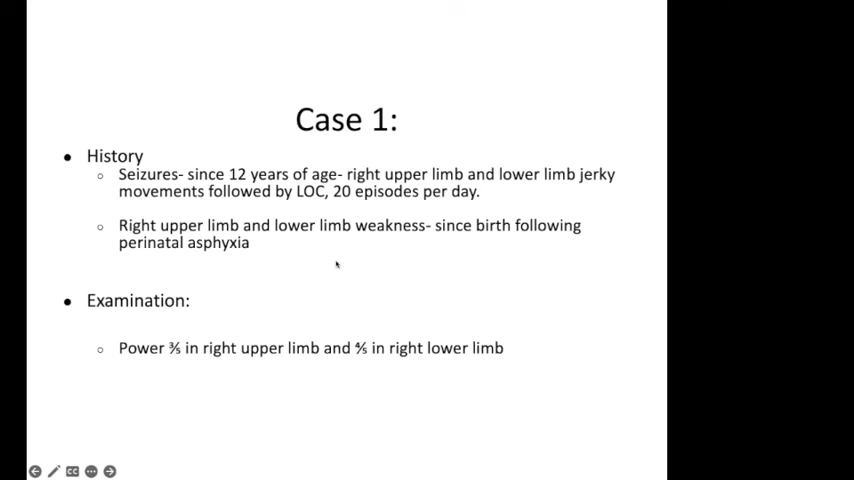 Case 1:
● History
○ Seizures- since 12 years of age- right upper limb and lower limb jerky
movements followed by LOC, 20 episodes per day.
○ Right upper limb and lower limb weakness- since birth following
perinatal asphyxia
● Examination:
○ Power ⅗ in right upper limb and ⅘ in right lower limb
CC